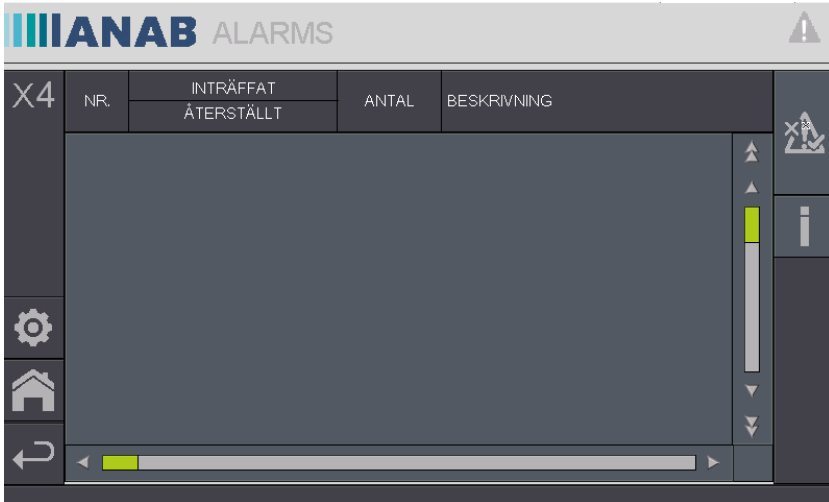 ANAB ALARMS
X4
NR.
INTRÄFFAT
ÅTERSTÄLLT
ANTAL
BESKRIVNING